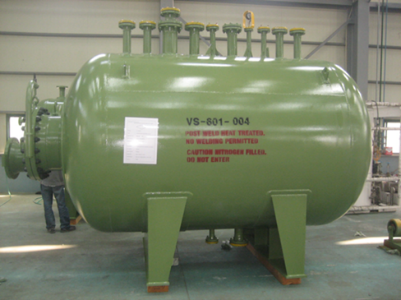 VS-601-004
POST WELD HEAT TREATED.
NO WELDING PERMITTED
CAUTION NITROGEN FILLED.
DO NOT ENTER